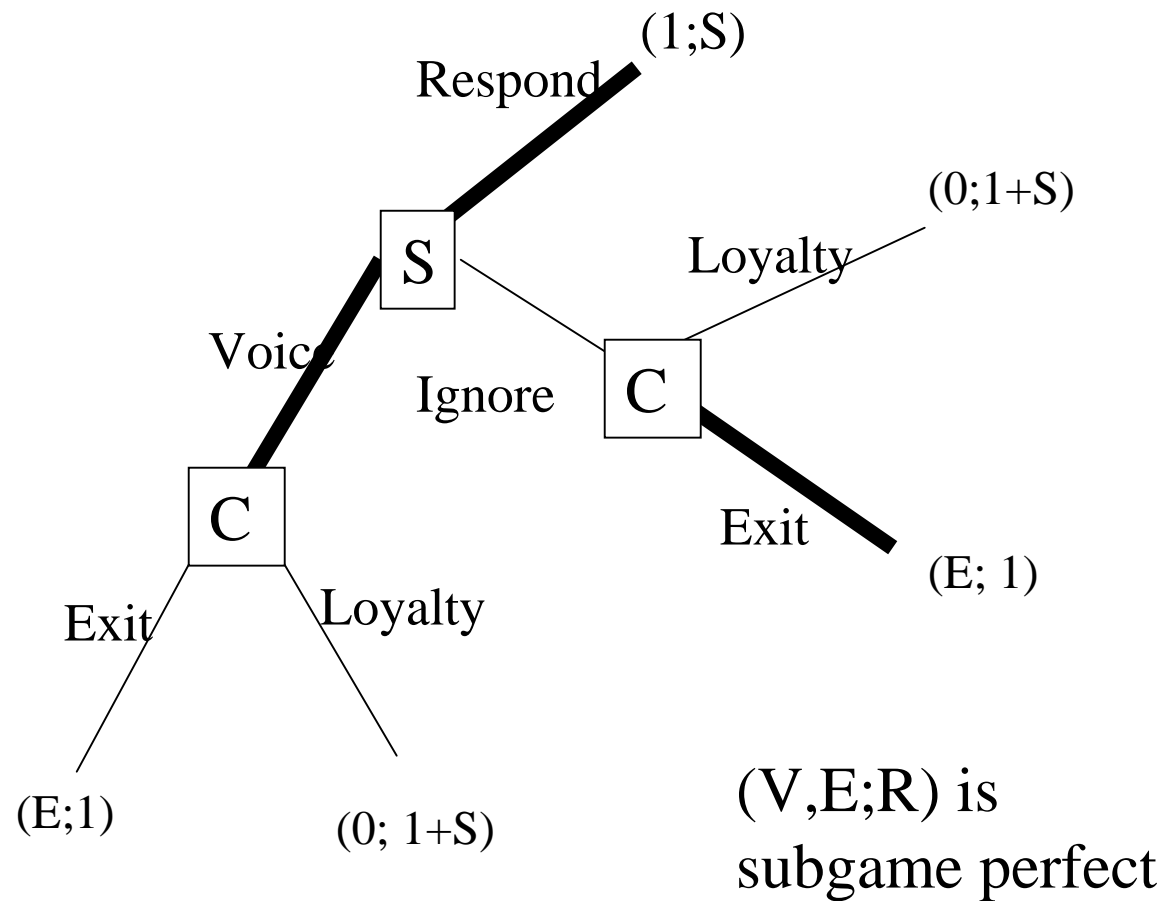 (1;S)
Respond
(0;1+S)
S
Loyalty
Voice
Ignore
C
C
Exit
(E; 1)
Exit
Loyalty
(E;1)
(0; 1+S)
(V,E;R) is
subgame perfect